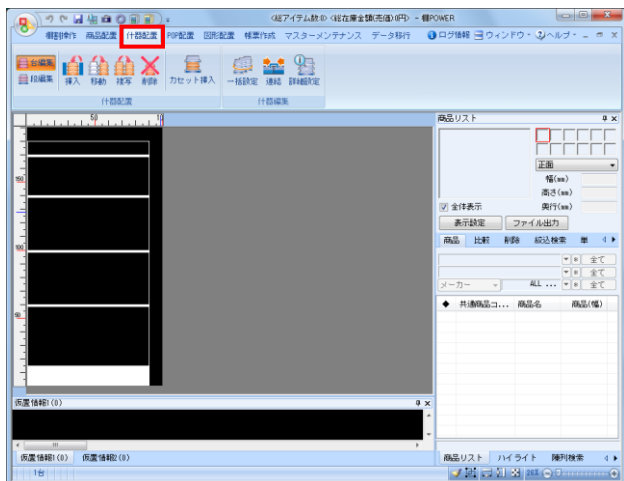 <総アイテム数:0> <総在庫金額(売価):0円> - 棚POWER
棚割操作 商品配置 什器配置 POP配置 図形配置 帳票作成 マスターメンテナンス データ移行 ログ情報 ウィンドウ ヘルプ
台編集
段編集
挿入 移動 複写 削除 カセット挿入 一括設定 連結 詳細設定
什器配置 什器編集
商品リスト
50 10
150
100
50
正面
幅(mm)
高さ(mm)
奥行(mm)
全体表示
表示設定 ファイル出力
商品 比較 削除 絞込検索 単
全て
全て
メーカー ALL ... 全て
◆ 共通商品コ... 商品名 商品(幅)
仮置情報1(0)
仮置情報1(0) 仮置情報2(0)
商品リスト ハイライト 陳列検索
1台 26%